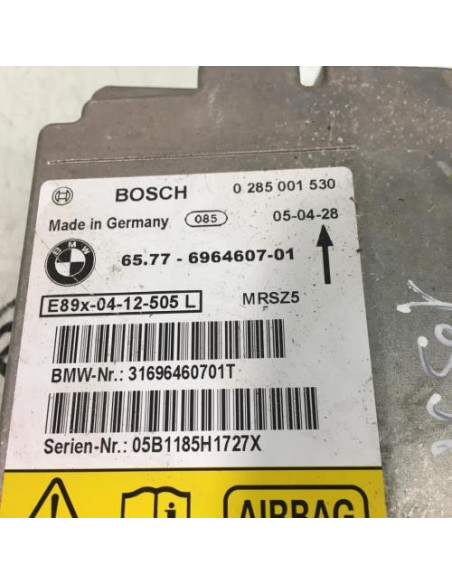 BOSCH 0 285 001 530
Made in Germany 085 05-04-28
BMW 65.77 - 6964607-01
E89x-04-12-505 L MRSZ5
BMW-Nr.: 31696460701T
Serien-Nr.: 05B1185H1727X
AIRBAG